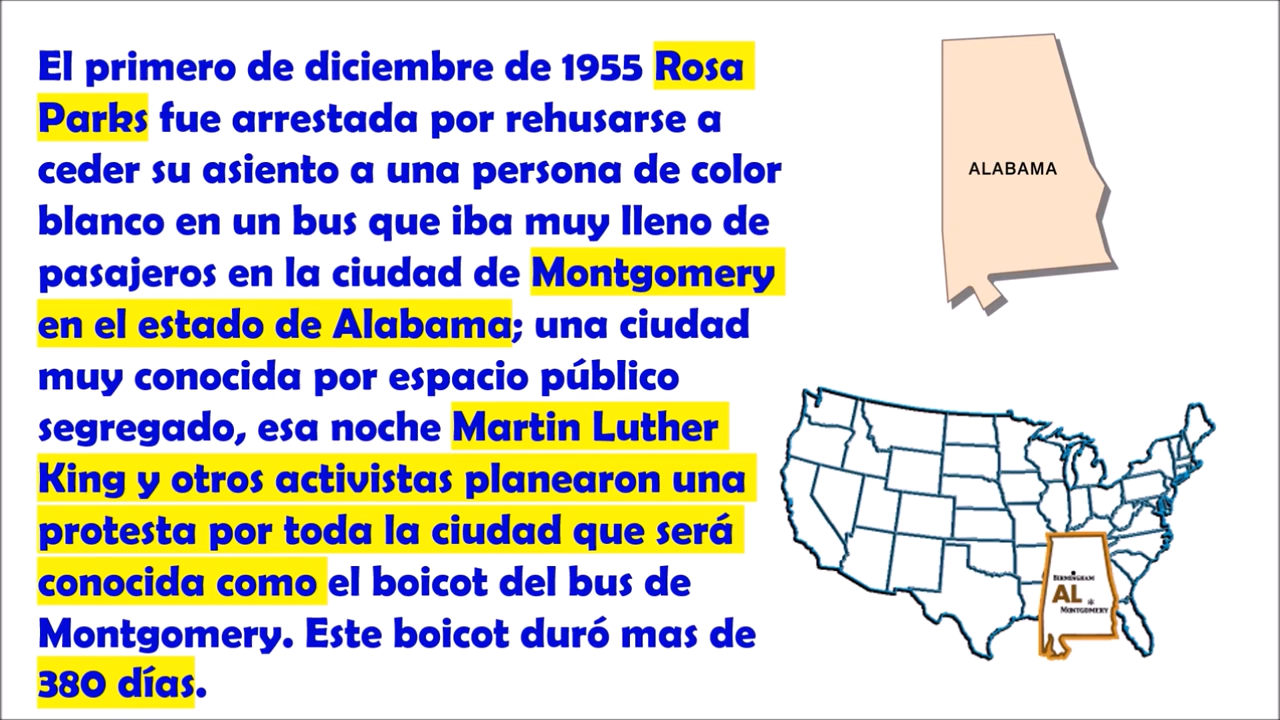 El primero de diciembre de 1955 Rosa
Parks fue arrestada por rehusarse a
ceder su asiento a una persona de color
blanco en un bus que iba muy lleno de
pasajeros en la ciudad de Montgomery
en el estado de Alabama; una ciudad
muy conocida por espacio público
segregado, esa noche Martin Luther
King y otros activistas planearon una
protesta por toda la ciudad que será
conocida como el boicot del bus de
Montgomery. Este boicot duró mas de
380 días.
ALABAMA
BIRMINGHAM
AL
MONTGOMERY